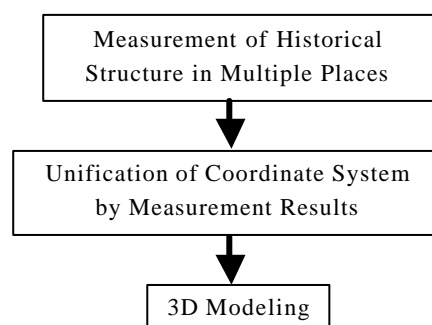 Measurement of Historical
Structure in Multiple Places
Unification of Coordinate System
by Measurement Results
3D Modeling